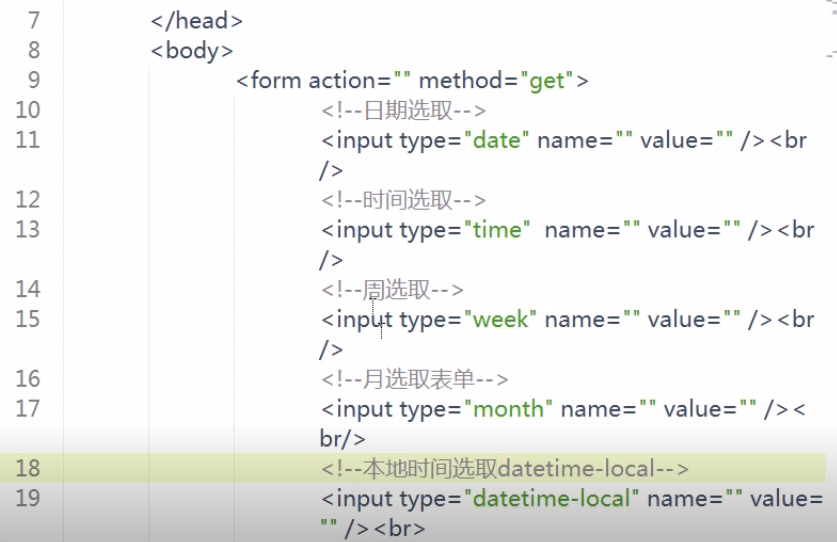 7 </head>
8 <body>
9 <form action="" method="get">
10 <!--日期选取-->
11 <input type="date" name="" value="" /><br
/>
12 <!--时间选取-->
13 <input type="time"  name="" value="" /><br
/>
14 <!--周选取-->
15 <input type="week" name="" value="" /><br
/>
16 <!--月选取表单-->
17 <input type="month" name="" value="" /><
br/>
18 <!--本地时间选取datetime-local-->
19 <input type="datetime-local" name="" value=
"" /><br>